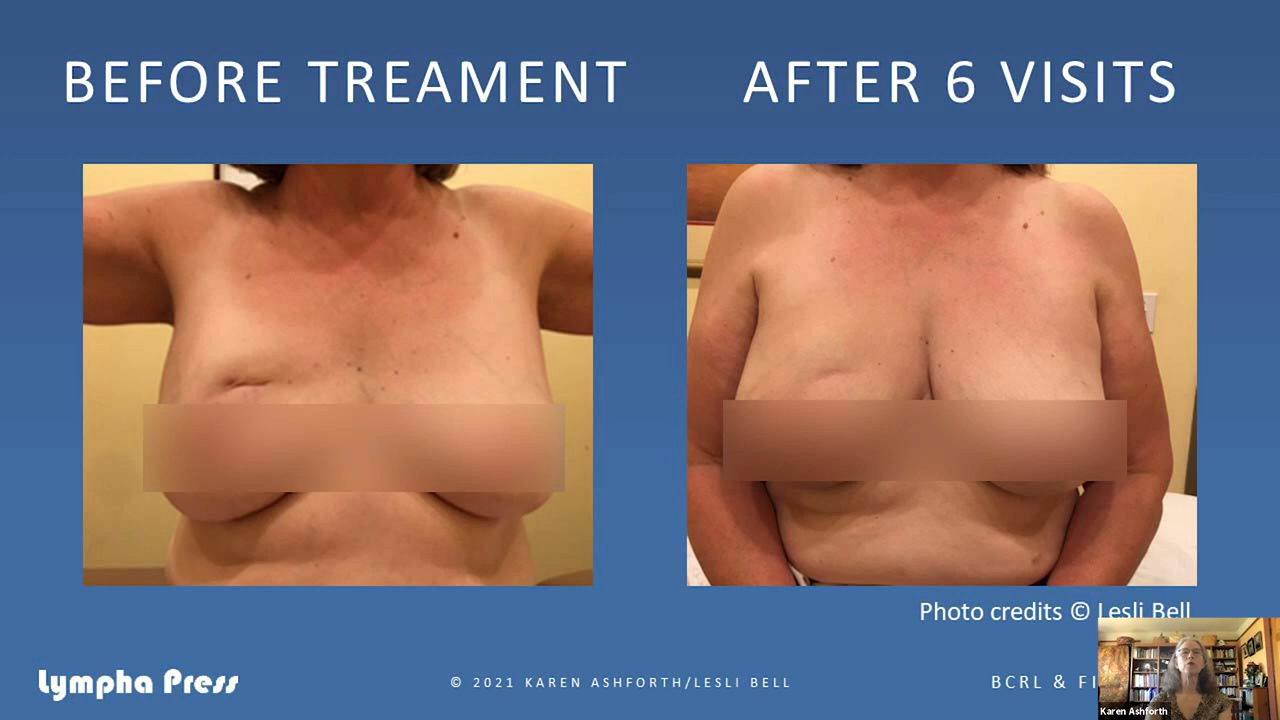 BEFORE TREAMENT
AFTER 6 VISITS
Photo credits © Lesli Bell
Lympha Press
© 2021 KAREN ASHFORTH/LESLI BELL
BCRL & FI
Karen Ashforth